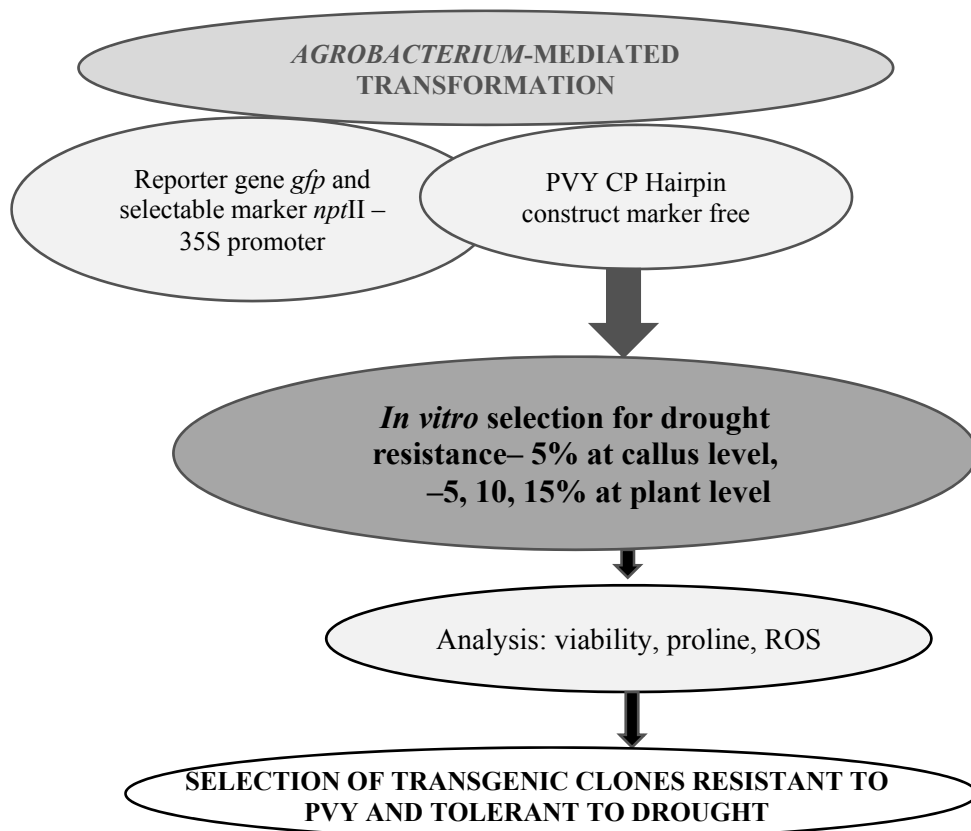 AGROBACTERIUM-MEDIATED
TRANSFORMATION
Reporter gene gfp and
selectable marker nptII –
35S promoter
PVY CP Hairpin
construct marker free
In vitro selection for drought
resistance– 5% at callus level,
–5, 10, 15% at plant level
Analysis: viability, proline, ROS
SELECTION OF TRANSGENIC CLONES RESISTANT TO
PVY AND TOLERANT TO DROUGHT